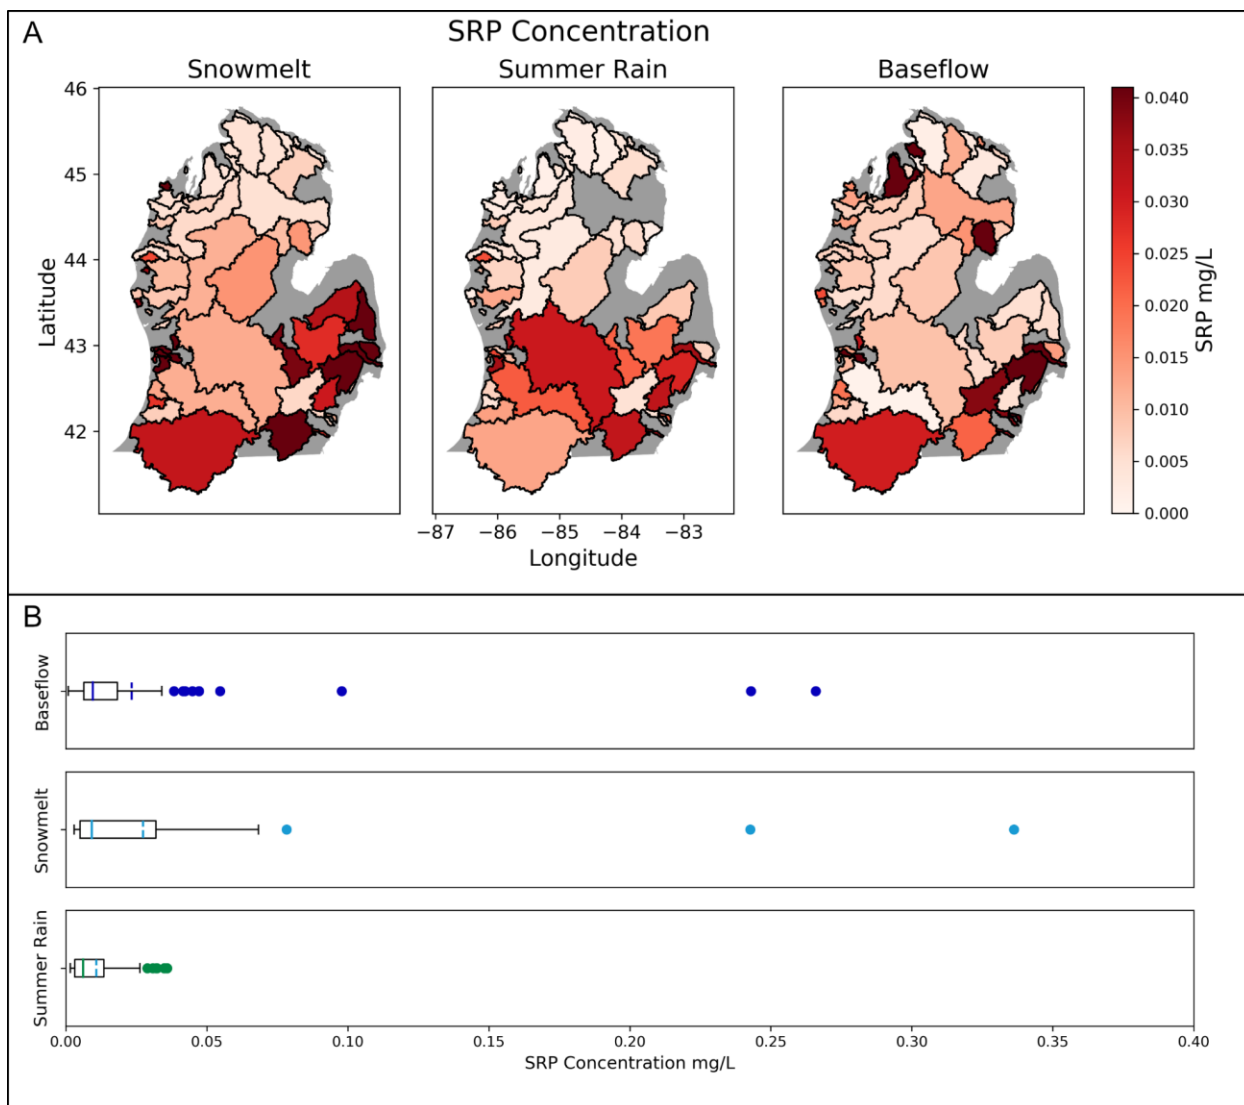 A
SRP Concentration
Snowmelt
Summer Rain
Baseflow
46
45
44
43
42
Latitude
−87 −86 −85 −84 −83
Longitude
0.040
0.035
0.030
0.025
0.020
0.015
0.010
0.005
0.000
SRP mg/L
B
Baseflow
Snowmelt
Summer Rain
0.00 0.05 0.10 0.15 0.20 0.25 0.30 0.35 0.40
SRP Concentration mg/L